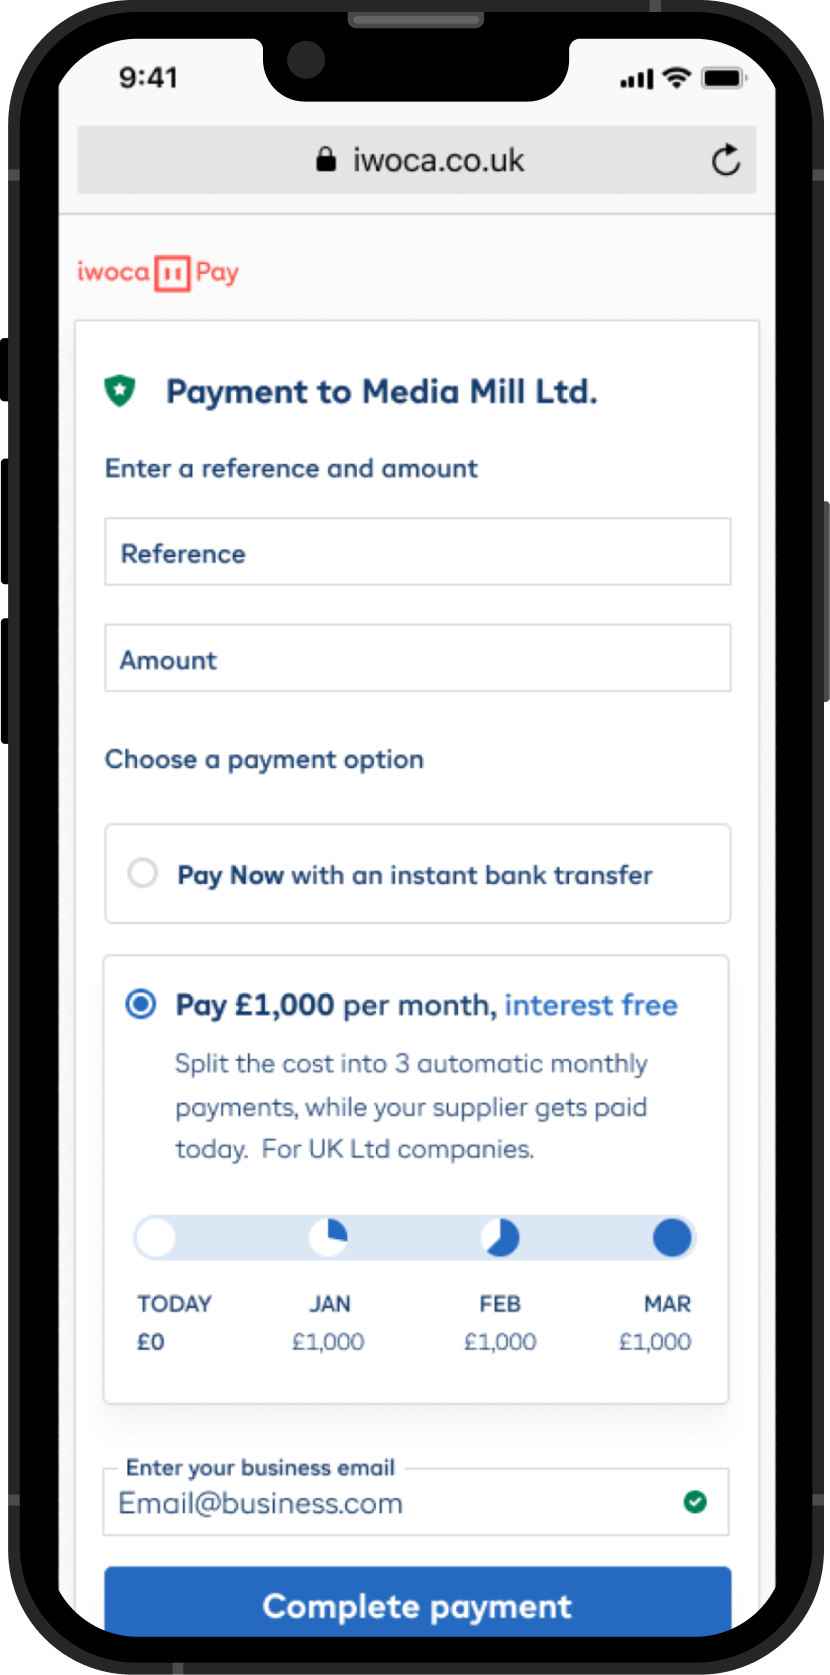 9:41
iwoca.co.uk
iwoca Pay
Payment to Media Mill Ltd.
Enter a reference and amount
Reference
Amount
Choose a payment option
Pay Now with an instant bank transfer
Pay £1,000 per month, interest free
Split the cost into 3 automatic monthly
payments, while your supplier gets paid
today. For UK Ltd companies.
TODAY JAN FEB MAR
£0 £1,000 £1,000 £1,000
Enter your business email
Email@business.com
Complete payment